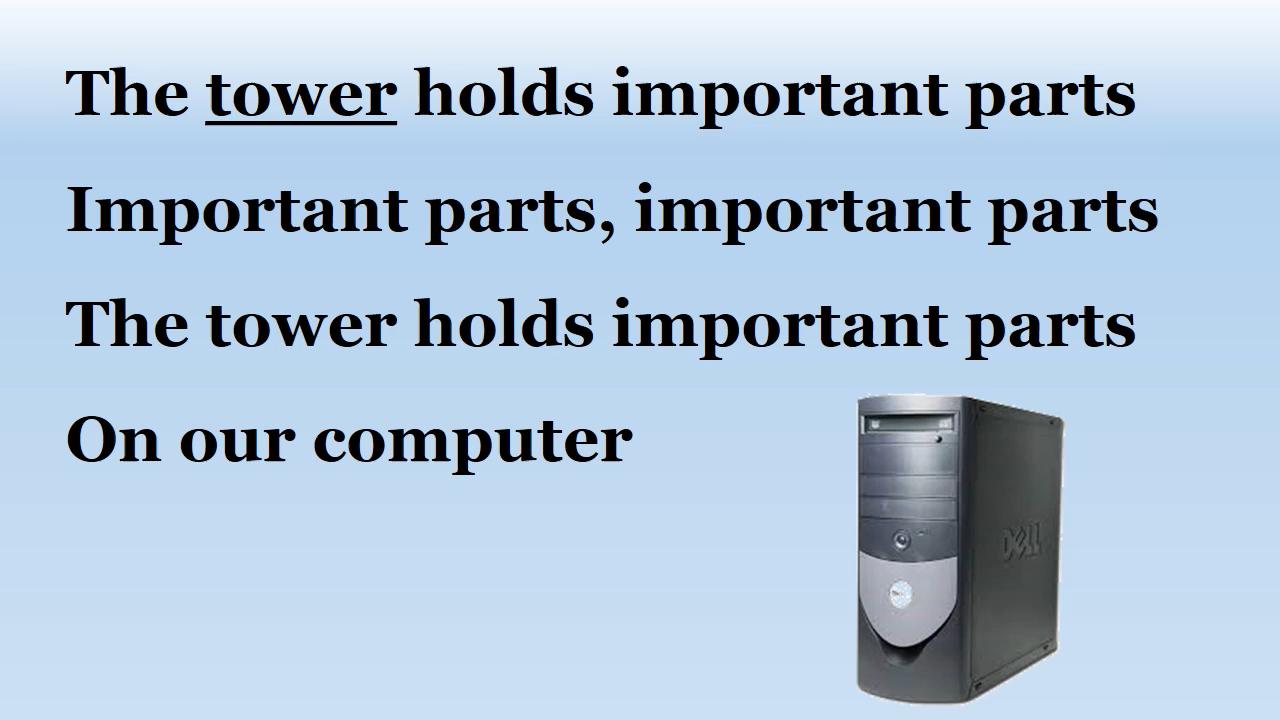 The tower holds important parts
Important parts, important parts
The tower holds important parts
On our computer
DELL